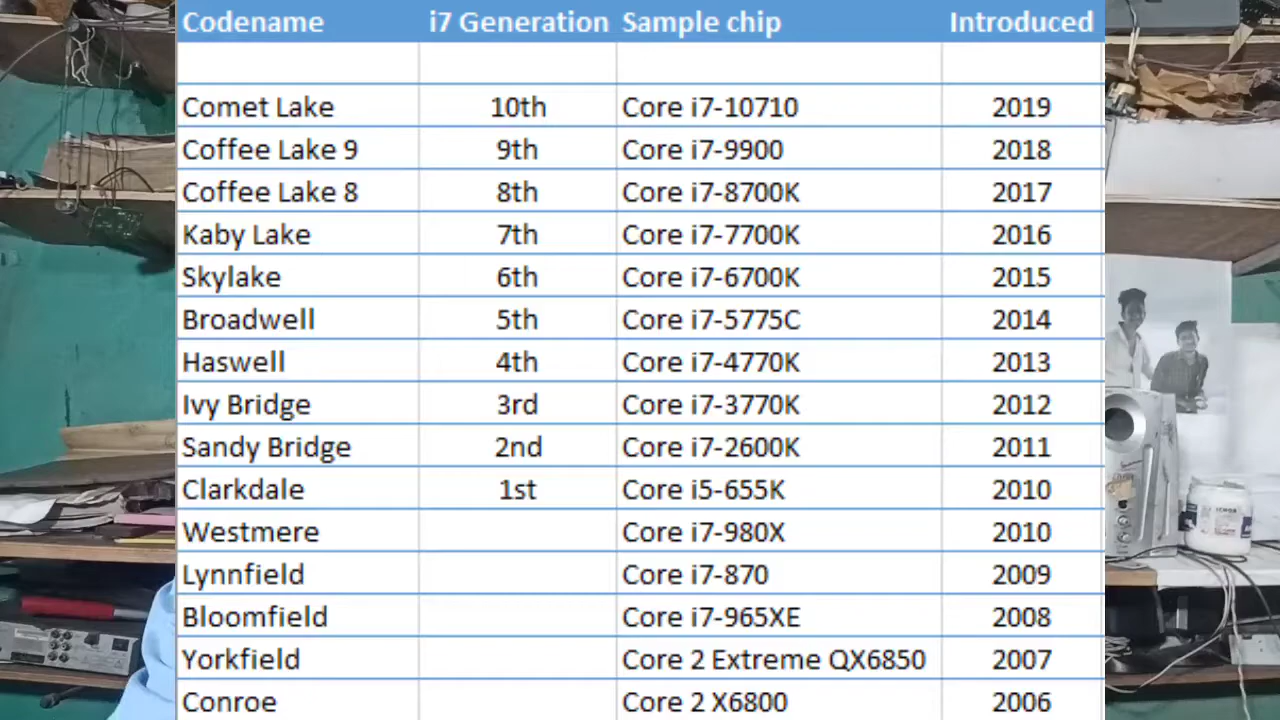 Codename i7 Generation Sample chip Introduced
Comet Lake 10th Core i7-10710 2019
Coffee Lake 9 9th Core i7-9900 2018
Coffee Lake 8 8th Core i7-8700K 2017
Kaby Lake 7th Core i7-7700K 2016
Skylake 6th Core i7-6700K 2015
Broadwell 5th Core i7-5775C 2014
Haswell 4th Core i7-4770K 2013
Ivy Bridge 3rd Core i7-3770K 2012
Sandy Bridge 2nd Core i7-2600K 2011
Clarkdale 1st Core i5-655K 2010
Westmere Core i7-980X 2010
Lynnfield Core i7-870 2009
Bloomfield Core i7-965XE 2008
Yorkfield Core 2 Extreme QX6850 2007
Conroe Core 2 X6800 2006